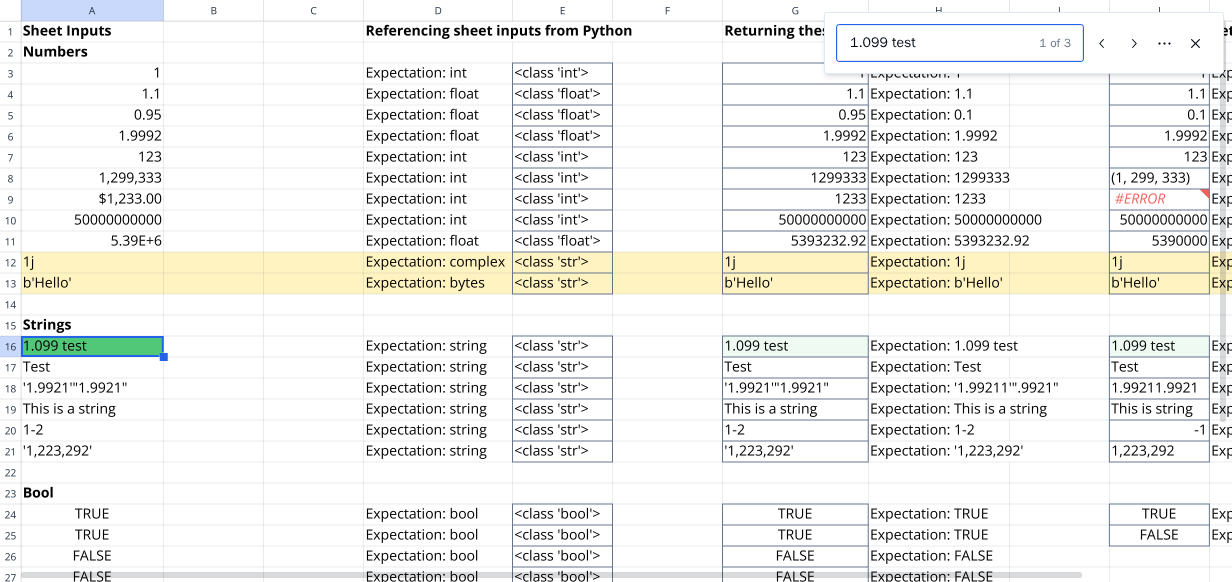 A B C D E F G H I J
1 Sheet Inputs Referencing sheet inputs from Python Returning thes
1.099 test 1 of 3
2 Numbers
3 1 Expectation: int <class 'int'> Expectation: 1
4 1.1 Expectation: float <class 'float'> 1.1 Expectation: 1.1 1.1 Exp
5 0.95 Expectation: float <class 'float'> 0.95 Expectation: 0.1 0.1 Exp
6 1.9992 Expectation: float <class 'float'> 1.9992 Expectation: 1.9992 1.9992 Exp
7 123 Expectation: int <class 'int'> 123 Expectation: 123 123 Exp
8 1,299,333 Expectation: int <class 'int'> 1299333 Expectation: 1299333 (1, 299, 333) Exp
9 $1,233.00 Expectation: int <class 'int'> 1233 Expectation: 1233 #ERROR Exp
10 50000000000 Expectation: int <class 'int'> 50000000000 Expectation: 50000000000 50000000000 Exp
11 5.39E+6 Expectation: float <class 'float'> 5393232.92 Expectation: 5393232.92 5390000 Exp
12 1j Expectation: complex <class 'str'> 1j Expectation: 1j 1j Exp
13 b'Hello' Expectation: bytes <class 'str'> b'Hello' Expectation: b'Hello' b'Hello' Exp
14
15 Strings
16 1.099 test Expectation: string <class 'str'> 1.099 test Expectation: 1.099 test 1.099 test Exp
17 Test Expectation: string <class 'str'> Test Expectation: Test Test Exp
18 '1.9921'"1.9921" Expectation: string <class 'str'> '1.9921'"1.9921" Expectation: '1.99211'".9921" 1.99211.9921 Exp
19 This is a string Expectation: string <class 'str'> This is a string Expectation: This is a string This is string Exp
20 1-2 Expectation: string <class 'str'> 1-2 Expectation: 1-2 -1 Exp
21 '1,223,292' Expectation: string <class 'str'> '1,223,292' Expectation: '1,223,292' 1,223,292 Exp
22
23 Bool
24 TRUE Expectation: bool <class 'bool'> TRUE Expectation: TRUE TRUE Exp
25 TRUE Expectation: bool <class 'bool'> TRUE Expectation: TRUE FALSE Exp
26 FALSE Expectation: bool <class 'bool'> FALSE Expectation: FALSE
27 FALSE Expectation: bool <class 'bool'> FALSE Expectation: FALSE